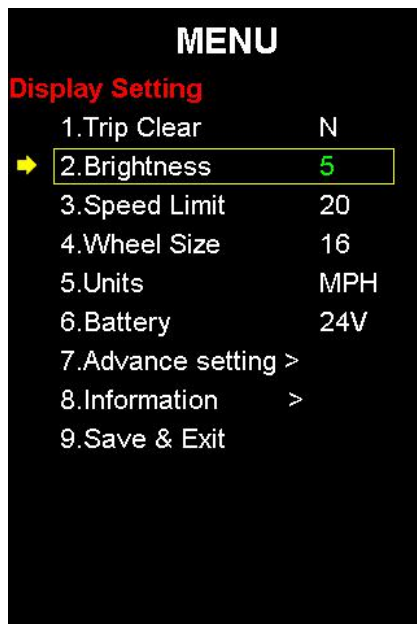 MENU
Display Setting
1.Trip Clear N
2.Brightness 5
3.Speed Limit 20
4.Wheel Size 16
5.Units MPH
6.Battery 24V
7.Advance setting >
8.Information >
9.Save & Exit